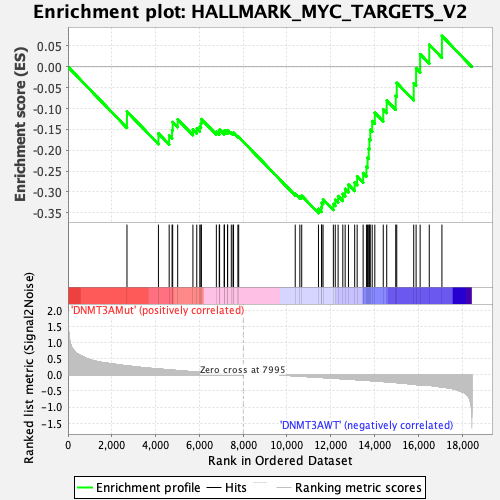 Enrichment plot: HALLMARK_MYC_TARGETS_V2
Enrichment score (ES)
0.05
0.00
-0.05
-0.10
-0.15
-0.20
-0.25
-0.30
-0.35
'DNMT3AMut' (positively correlated)
Ranked list metric (Signal2Noise)
2.0
1.5
1.0
0.5
0.0
-0.5
-1.0
-1.5
Zero cross at 7995
'DNMT3AWT' (negatively correlated)
0 2,000 4,000 6,000 8,000 10,000 12,000 14,000 16,000 18,000
Rank in Ordered Dataset
Enrichment profile Hits Ranking metric scores